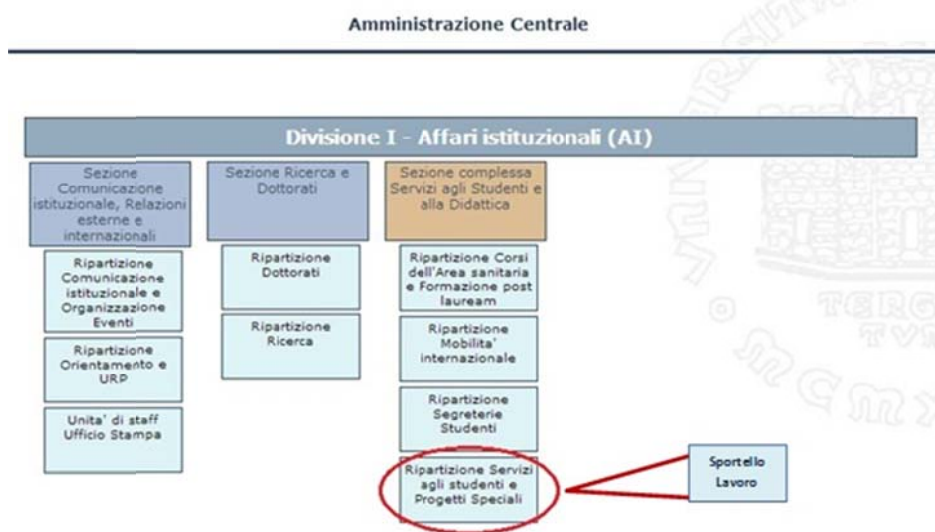 Amministrazione Centrale
Divisione I - Affari istituzionali (AI)
Sezione
Comunicazione
istituzionale, Relazioni
esterne e
internazionali
Ripartizione
Comunicazione
istituzionale e
Organizzazione
Eventi
Ripartizione
Orientamento e
URP
Unita' di staff
Ufficio Stampa
Sezione Ricerca e
Dottorati
Ripartizione
Dottorati
Ripartizione
Ricerca
Sezione complessa
Servizi agli Studenti e
alla Didattica
Ripartizione Corsi
dell'Area sanitaria
e Formazione post
lauream
Ripartizione
Mobilita'
internazionale
Ripartizione
Segreterie
Studenti
Ripartizione Servizi
agli studenti e
Progetti Speciali
Sportello
Lavoro
TERG
TVM